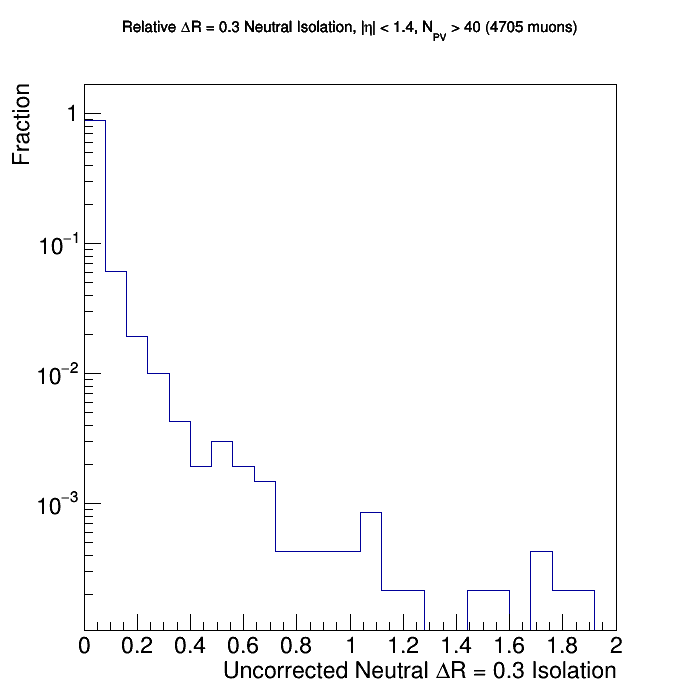 Relative ΔR = 0.3 Neutral Isolation, |η| < 1.4, N_PV > 40 (4705 muons)
Fraction
1
10⁻¹
10⁻²
10⁻³
0 0.2 0.4 0.6 0.8 1 1.2 1.4 1.6 1.8 2
Uncorrected Neutral ΔR = 0.3 Isolation